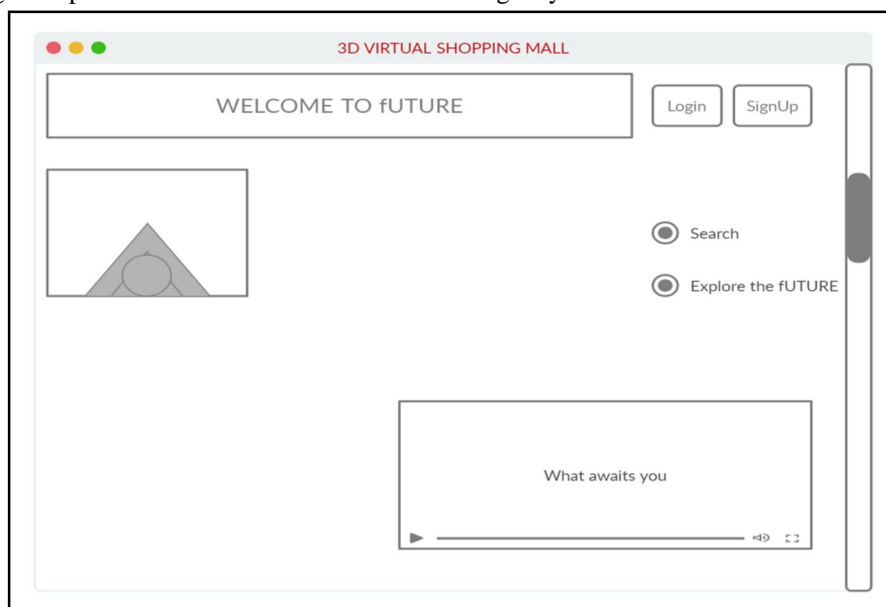 3D VIRTUAL SHOPPING MALL
WELCOME TO fUTURE
Login
SignUp
Search
Explore the fUTURE
What awaits you